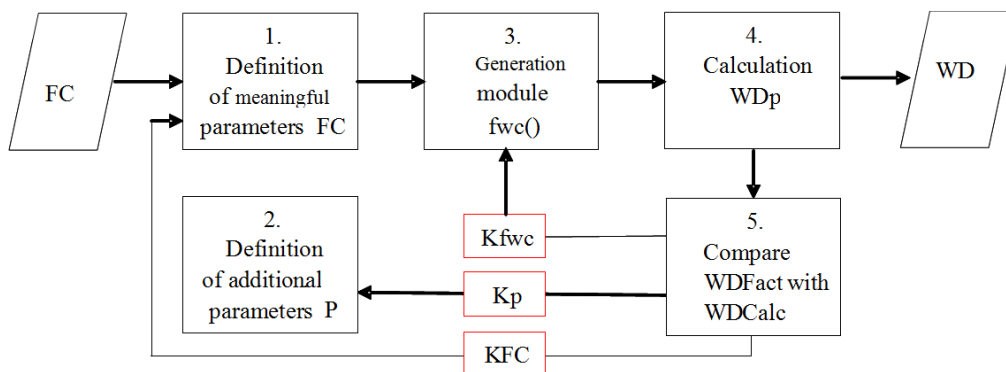 FC
1.
Definition
of meaningful
parameters FC
3.
Generation
module
fwc()
4.
Calculation
WDp
WD
2.
Definition
of additional
parameters P
Kfwc
Kp
KFC
5.
Compare
WDFact with
WDCalc